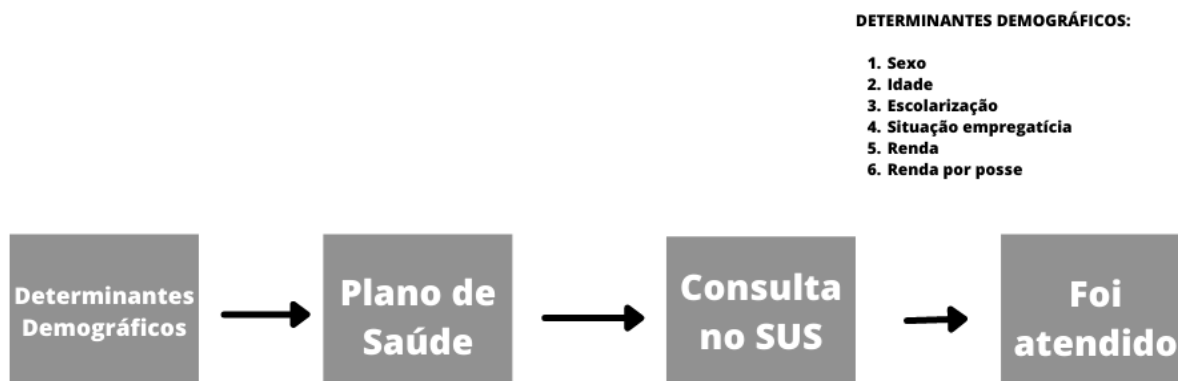 DETERMINANTES DEMOGRÁFICOS:
1. Sexo
2. Idade
3. Escolarização
4. Situação empregatícia
5. Renda
6. Renda por posse
Determinantes
Demográficos
Plano de
Saúde
Consulta
no SUS
Foi
atendido